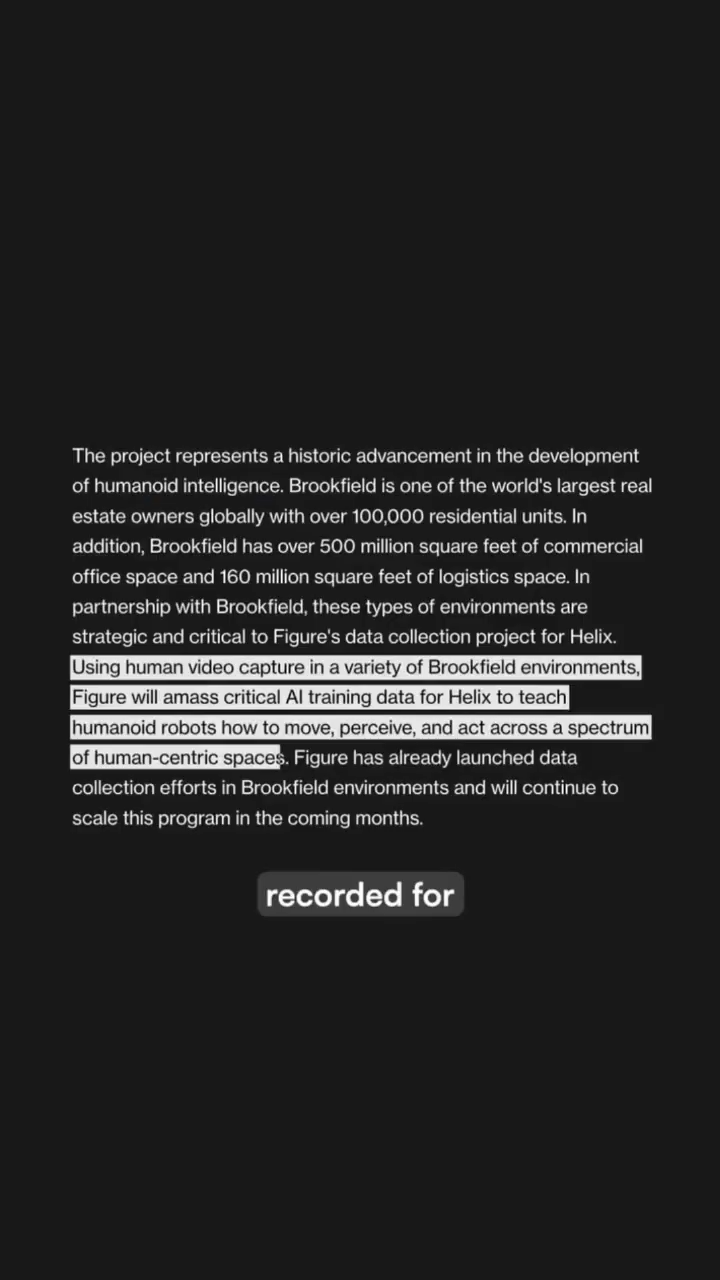 The project represents a historic advancement in the development
of humanoid intelligence. Brookfield is one of the world's largest real
estate owners globally with over 100,000 residential units. In
addition, Brookfield has over 500 million square feet of commercial
office space and 160 million square feet of logistics space. In
partnership with Brookfield, these types of environments are
strategic and critical to Figure's data collection project for Helix.
Using human video capture in a variety of Brookfield environments,
Figure will amass critical AI training data for Helix to teach
humanoid robots how to move, perceive, and act across a spectrum
of human-centric spaces. Figure has already launched data
collection efforts in Brookfield environments and will continue to
scale this program in the coming months.
recorded for